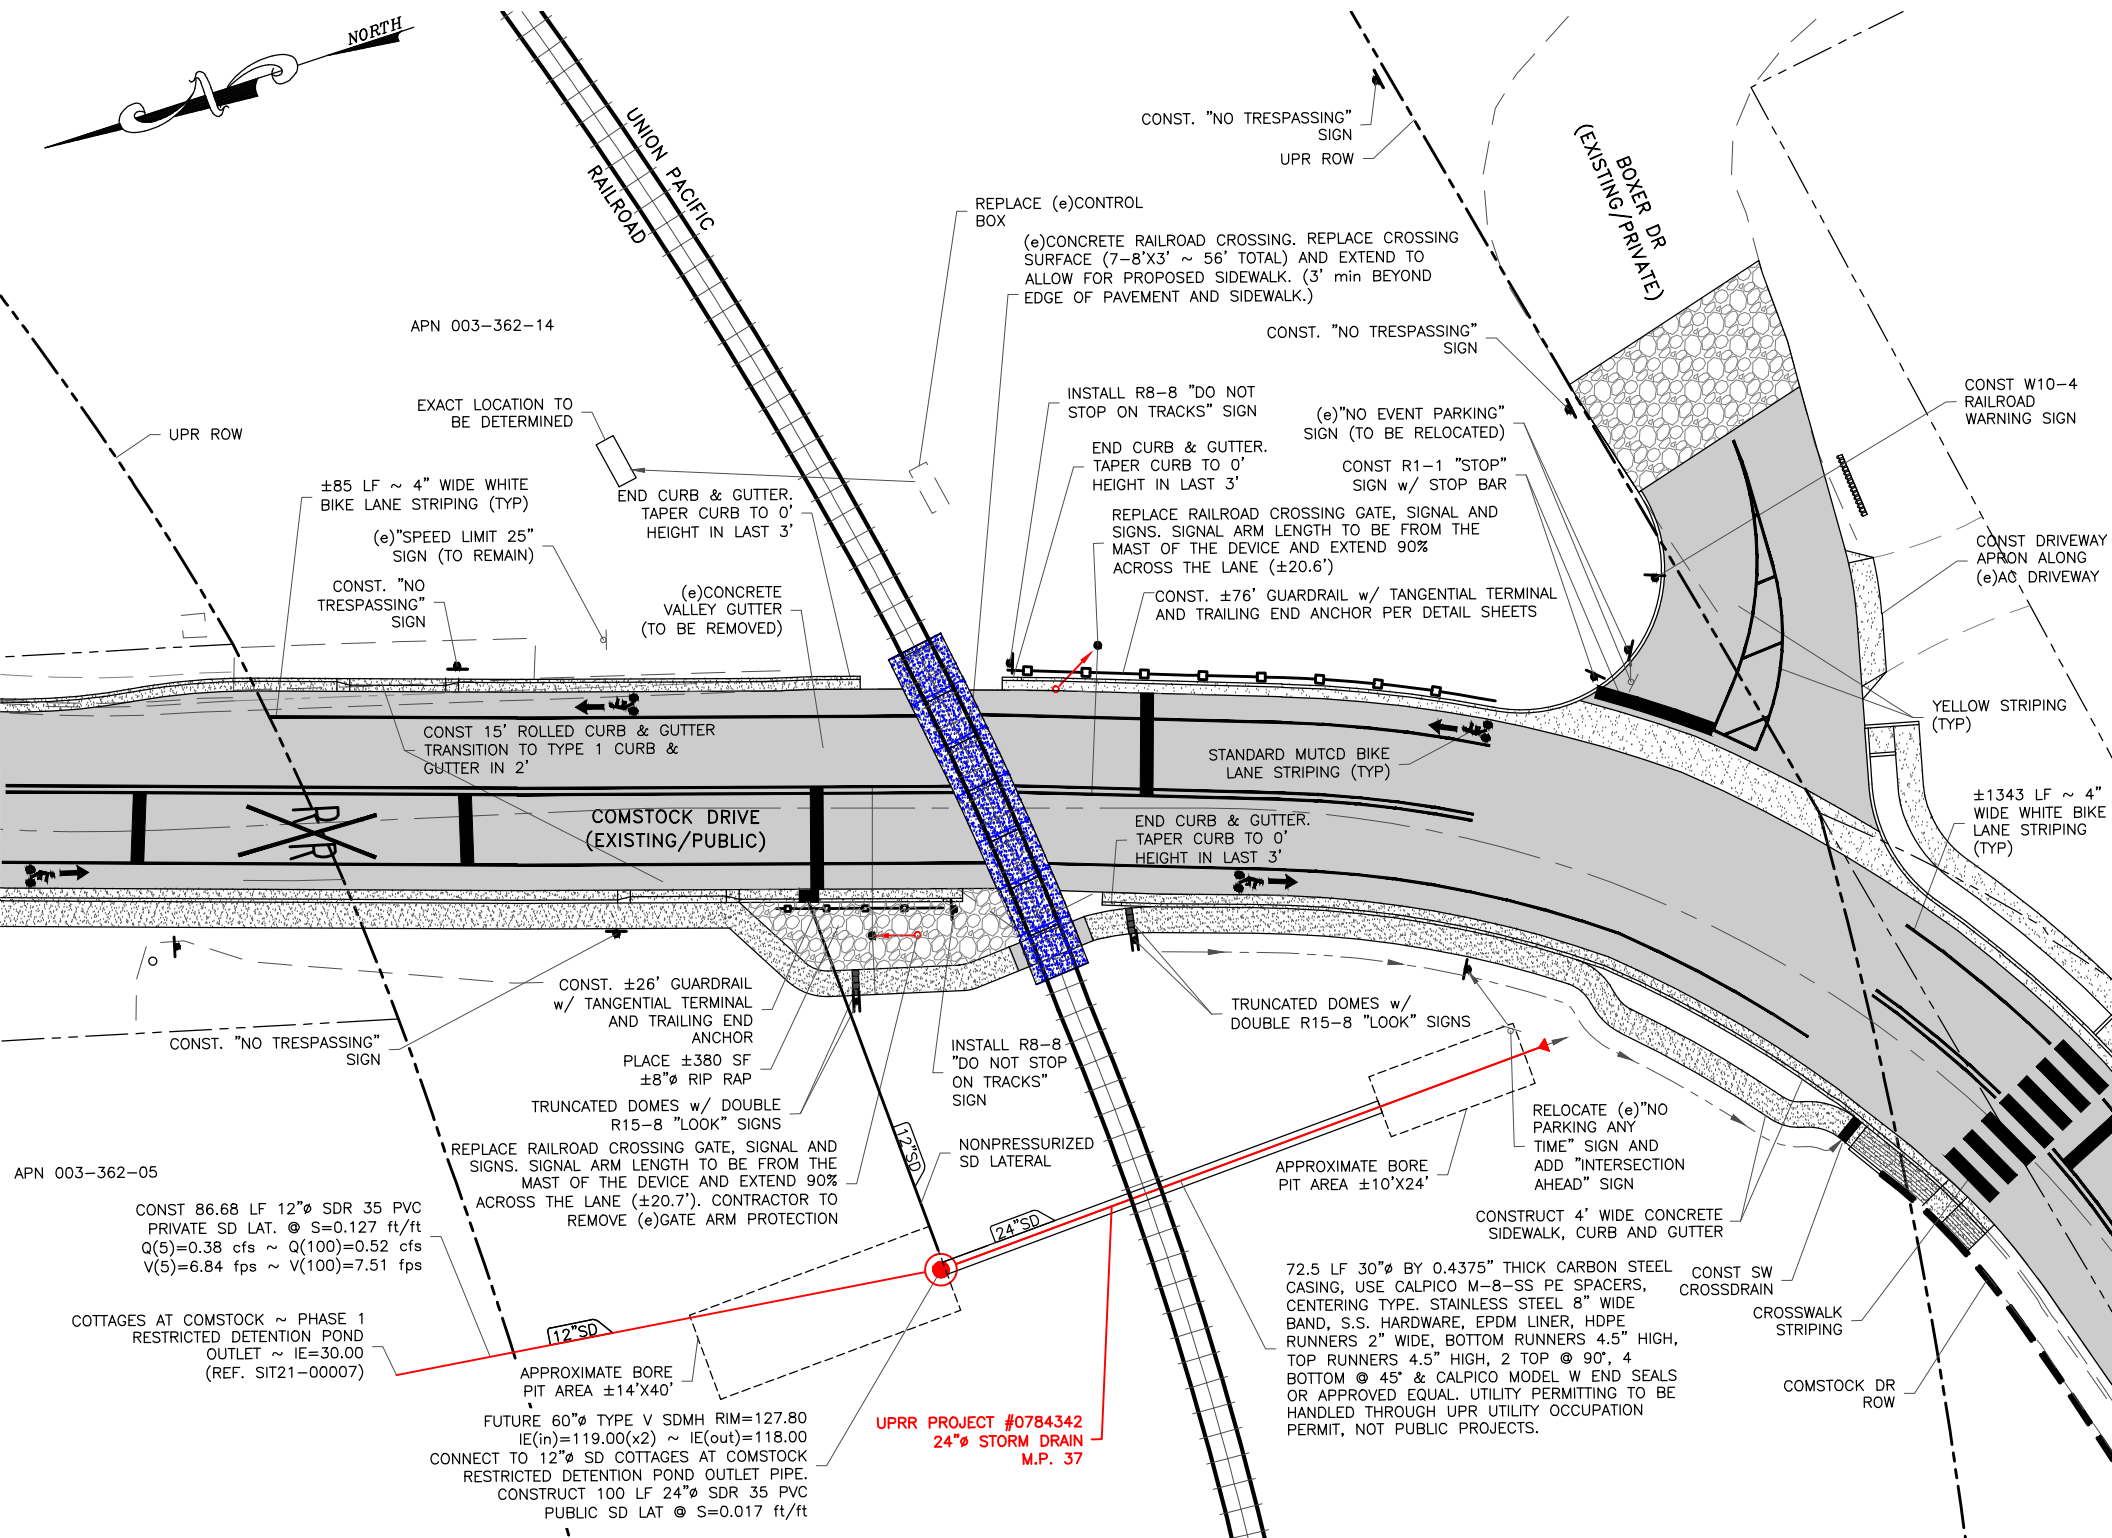 NORTH
UNION PACIFIC
RAILROAD
CONST. "NO TRESPASSING"
SIGN
UPR ROW
BOXER DR
(EXISTING/PRIVATE)
REPLACE (e)CONTROL
BOX
(e)CONCRETE RAILROAD CROSSING. REPLACE CROSSING
SURFACE (7-8'X3' ~ 56' TOTAL) AND EXTEND TO
ALLOW FOR PROPOSED SIDEWALK. (3' min BEYOND
EDGE OF PAVEMENT AND SIDEWALK.)
APN 003-362-14
CONST. "NO TRESPASSING"
SIGN
EXACT LOCATION TO
BE DETERMINED
INSTALL R8-8 "DO NOT
STOP ON TRACKS" SIGN
(e)"NO EVENT PARKING"
SIGN (TO BE RELOCATED)
CONST W10-4
RAILROAD
WARNING SIGN
UPR ROW
±85 LF ~ 4" WIDE WHITE
BIKE LANE STRIPING (TYP)
END CURB & GUTTER.
TAPER CURB TO 0'
HEIGHT IN LAST 3'
END CURB & GUTTER.
TAPER CURB TO 0'
HEIGHT IN LAST 3'
CONST R1-1 "STOP"
SIGN w/ STOP BAR
(e)"SPEED LIMIT 25"
SIGN (TO REMAIN)
REPLACE RAILROAD CROSSING GATE, SIGNAL AND
SIGNS. SIGNAL ARM LENGTH TO BE FROM THE
MAST OF THE DEVICE AND EXTEND 90%
ACROSS THE LANE (±20.6')
CONST DRIVEWAY
APRON ALONG
(e)AC DRIVEWAY
CONST. "NO
TRESPASSING"
SIGN
(e)CONCRETE
VALLEY GUTTER
(TO BE REMOVED)
CONST. ±76' GUARDRAIL w/ TANGENTIAL TERMINAL
AND TRAILING END ANCHOR PER DETAIL SHEETS
YELLOW STRIPING
(TYP)
CONST 15' ROLLED CURB & GUTTER
TRANSITION TO TYPE 1 CURB &
GUTTER IN 2'
STANDARD MUTCD BIKE
LANE STRIPING (TYP)
R
R
COMSTOCK DRIVE
(EXISTING/PUBLIC)
END CURB & GUTTER.
TAPER CURB TO 0'
HEIGHT IN LAST 3'
±1343 LF ~ 4"
WIDE WHITE BIKE
LANE STRIPING
(TYP)
CONST. ±26' GUARDRAIL
w/ TANGENTIAL TERMINAL
AND TRAILING END
ANCHOR
TRUNCATED DOMES w/
DOUBLE R15-8 "LOOK" SIGNS
CONST. "NO TRESPASSING"
SIGN
PLACE ±380 SF
±8"ø RIP RAP
INSTALL R8-8
"DO NOT STOP
ON TRACKS"
SIGN
TRUNCATED DOMES w/ DOUBLE
R15-8 "LOOK" SIGNS
RELOCATE (e)"NO
PARKING ANY
TIME" SIGN AND
ADD "INTERSECTION
AHEAD" SIGN
REPLACE RAILROAD CROSSING GATE, SIGNAL AND
SIGNS. SIGNAL ARM LENGTH TO BE FROM THE
MAST OF THE DEVICE AND EXTEND 90%
ACROSS THE LANE (±20.7'). CONTRACTOR TO
REMOVE (e)GATE ARM PROTECTION
12"SD
NONPRESSURIZED
SD LATERAL
APPROXIMATE BORE
PIT AREA ±10'X24'
APN 003-362-05
CONST 86.68 LF 12"ø SDR 35 PVC
PRIVATE SD LAT. @ S=0.127 ft/ft
Q(5)=0.38 cfs ~ Q(100)=0.52 cfs
V(5)=6.84 fps ~ V(100)=7.51 fps
24"SD
CONSTRUCT 4' WIDE CONCRETE
SIDEWALK, CURB AND GUTTER
72.5 LF 30"ø BY 0.4375" THICK CARBON STEEL
CASING, USE CALPICO M-8-SS PE SPACERS,
CENTERING TYPE. STAINLESS STEEL 8" WIDE
BAND, S.S. HARDWARE, EPDM LINER, HDPE
RUNNERS 2" WIDE, BOTTOM RUNNERS 4.5" HIGH,
TOP RUNNERS 4.5" HIGH, 2 TOP @ 90°, 4
BOTTOM @ 45° & CALPICO MODEL W END SEALS
OR APPROVED EQUAL. UTILITY PERMITTING TO BE
HANDLED THROUGH UPR UTILITY OCCUPATION
PERMIT, NOT PUBLIC PROJECTS.
CONST SW
CROSSDRAIN
CROSSWALK
STRIPING
COMSTOCK DR
ROW
COTTAGES AT COMSTOCK ~ PHASE 1
RESTRICTED DETENTION POND
OUTLET ~ IE=30.00
(REF. SIT21-00007)
12"SD
APPROXIMATE BORE
PIT AREA ±14'X40'
FUTURE 60"ø TYPE V SDMH RIM=127.80
IE(in)=119.00(x2) ~ IE(out)=118.00
CONNECT TO 12"ø SD COTTAGES AT COMSTOCK
RESTRICTED DETENTION POND OUTLET PIPE.
CONSTRUCT 100 LF 24"ø SDR 35 PVC
PUBLIC SD LAT @ S=0.017 ft/ft
UPRR PROJECT #0784342
24"ø STORM DRAIN
M.P. 37